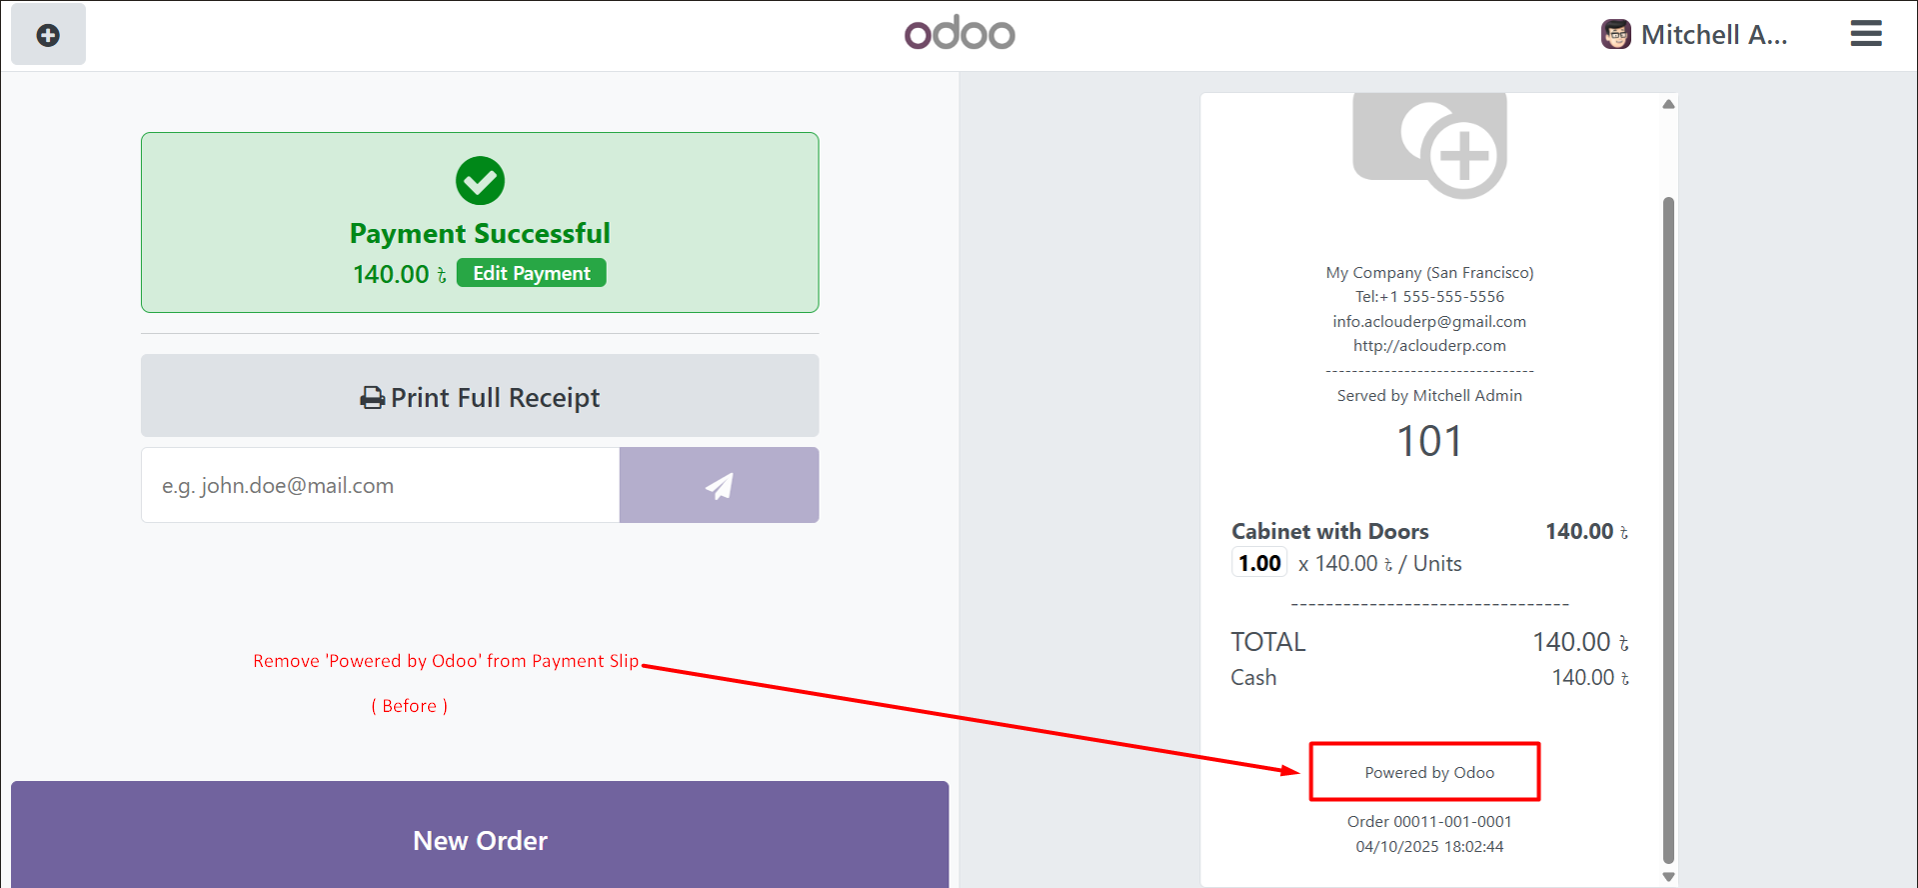 odoo
Mitchell A...
Payment Successful
140.00 ৳ Edit Payment
Print Full Receipt
e.g. john.doe@mail.com
Remove 'Powered by Odoo' from Payment Slip
( Before )
New Order
My Company (San Francisco)
Tel:+1 555-555-5556
info.aclouderp@gmail.com
http://aclouderp.com
--------------------------------
Served by Mitchell Admin
101
Cabinet with Doors 140.00 ৳
1.00 x 140.00 ৳ / Units
--------------------------------
TOTAL 140.00 ৳
Cash 140.00 ৳
Powered by Odoo
Order 00011-001-0001
04/10/2025 18:02:44